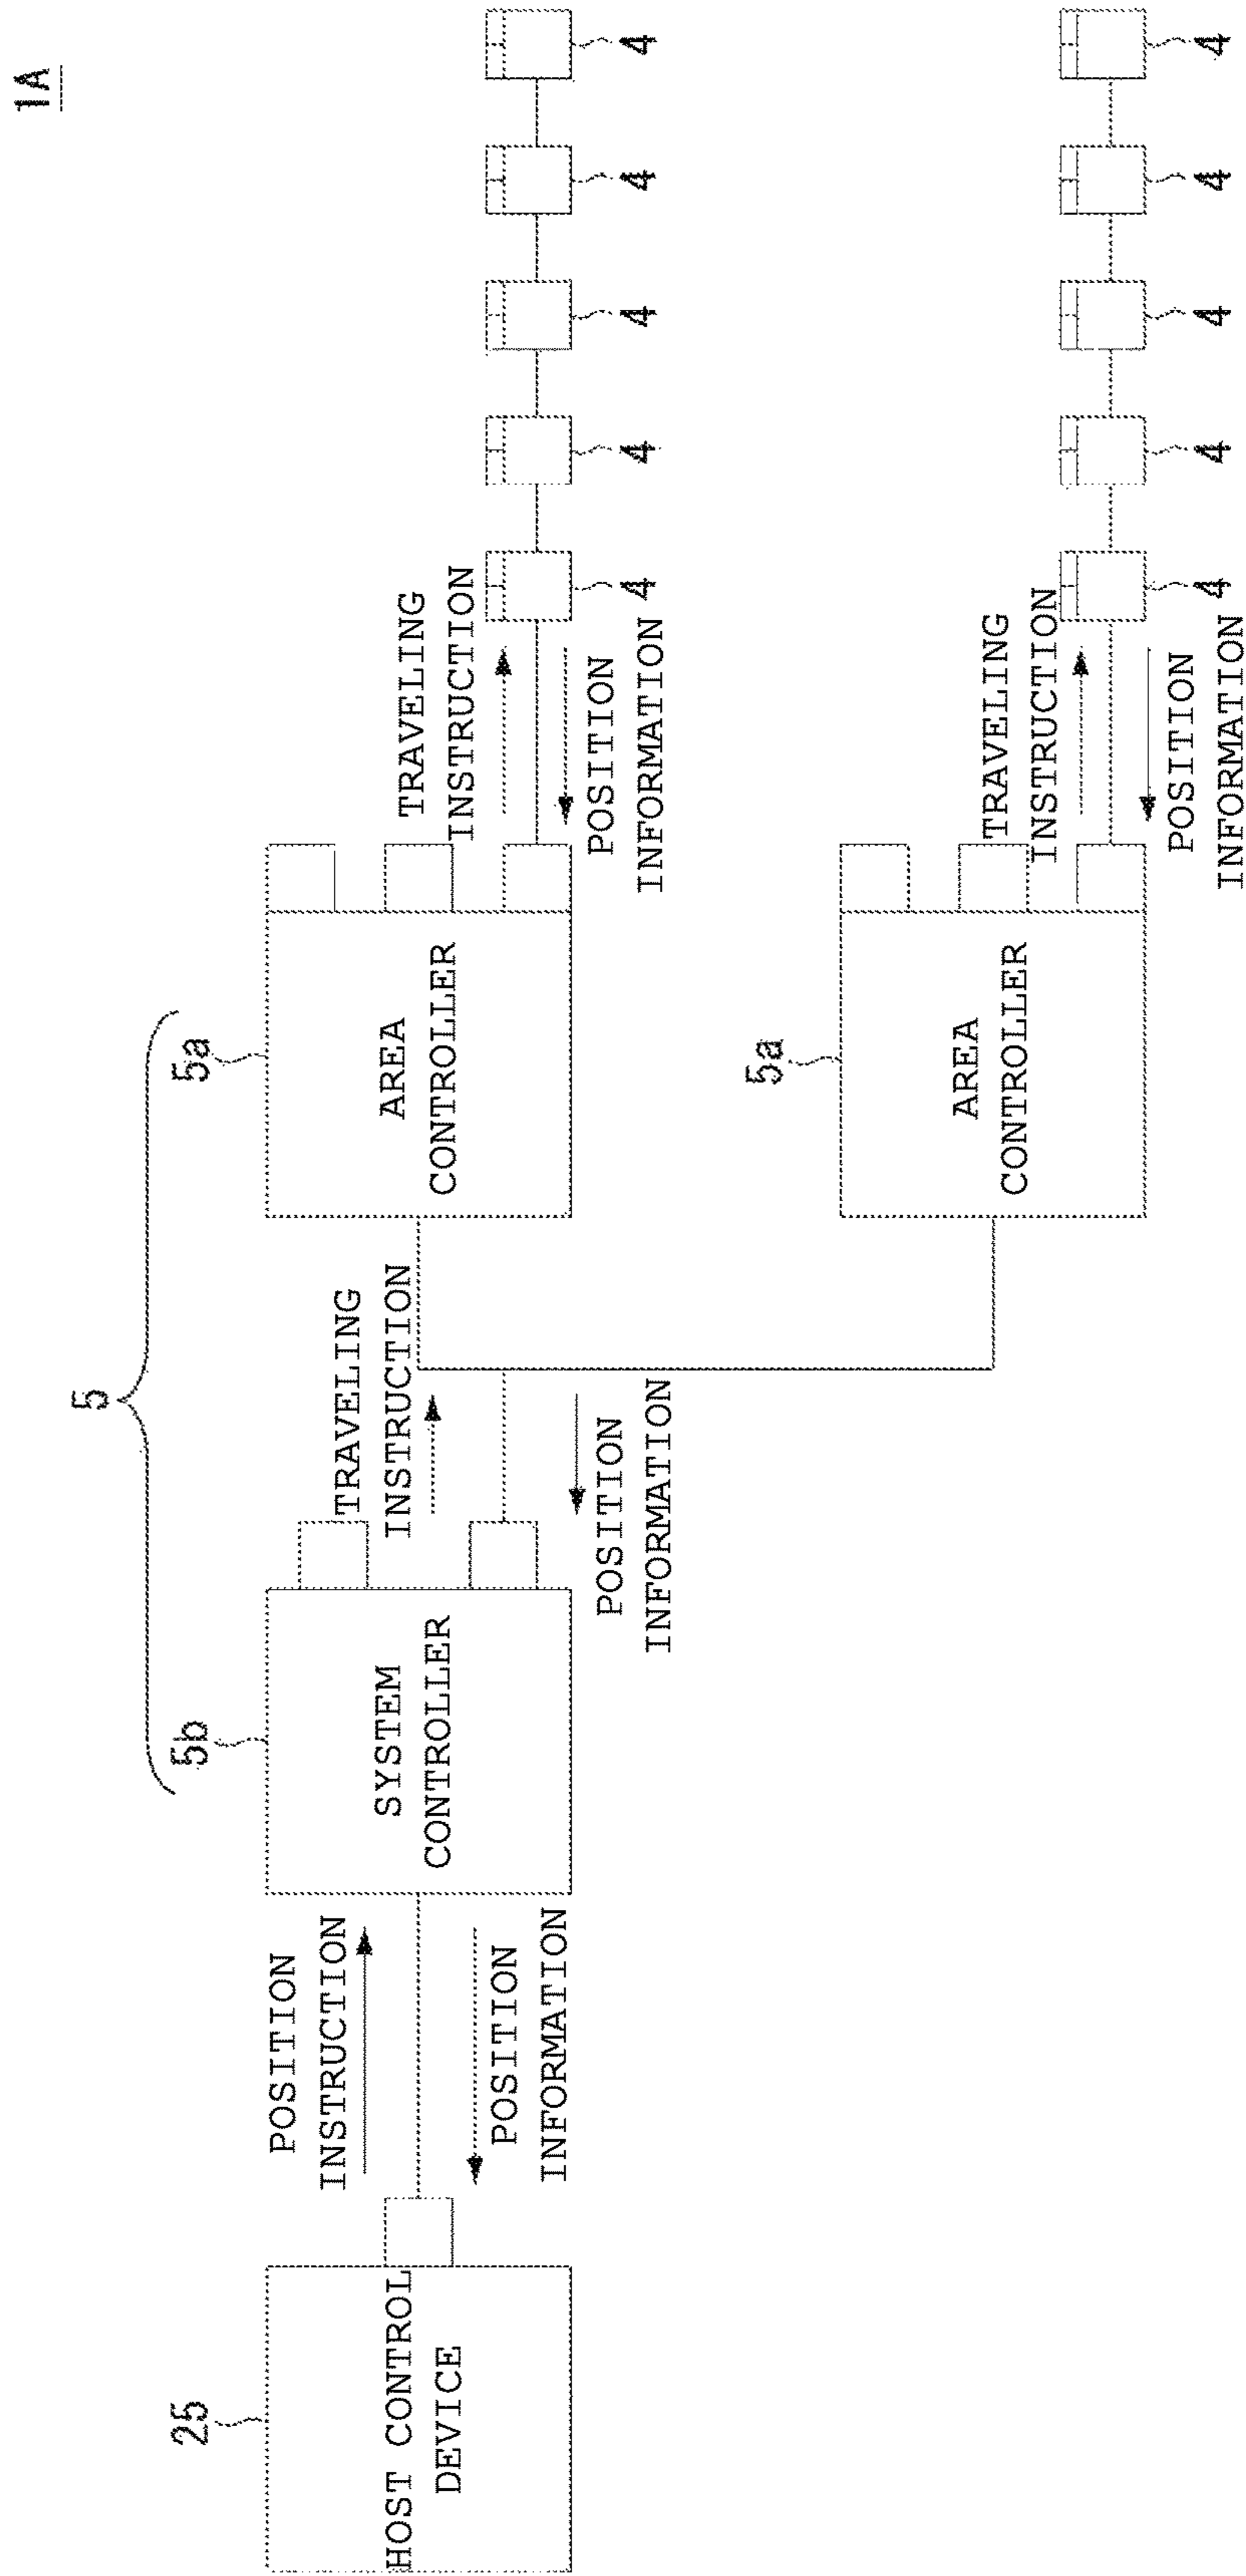 1A
5
25
5b
5a
HOST CONTROL
DEVICE
POSITION
INSTRUCTION
POSITION
INFORMATION
SYSTEM
CONTROLLER
TRAVELING
INSTRUCTION
POSITION
INFORMATION
AREA
CONTROLLER
TRAVELING
INSTRUCTION
POSITION
INFORMATION
4
4
4
4
4
5a
AREA
CONTROLLER
TRAVELING
INSTRUCTION
POSITION
INFORMATION
4
4
4
4
4